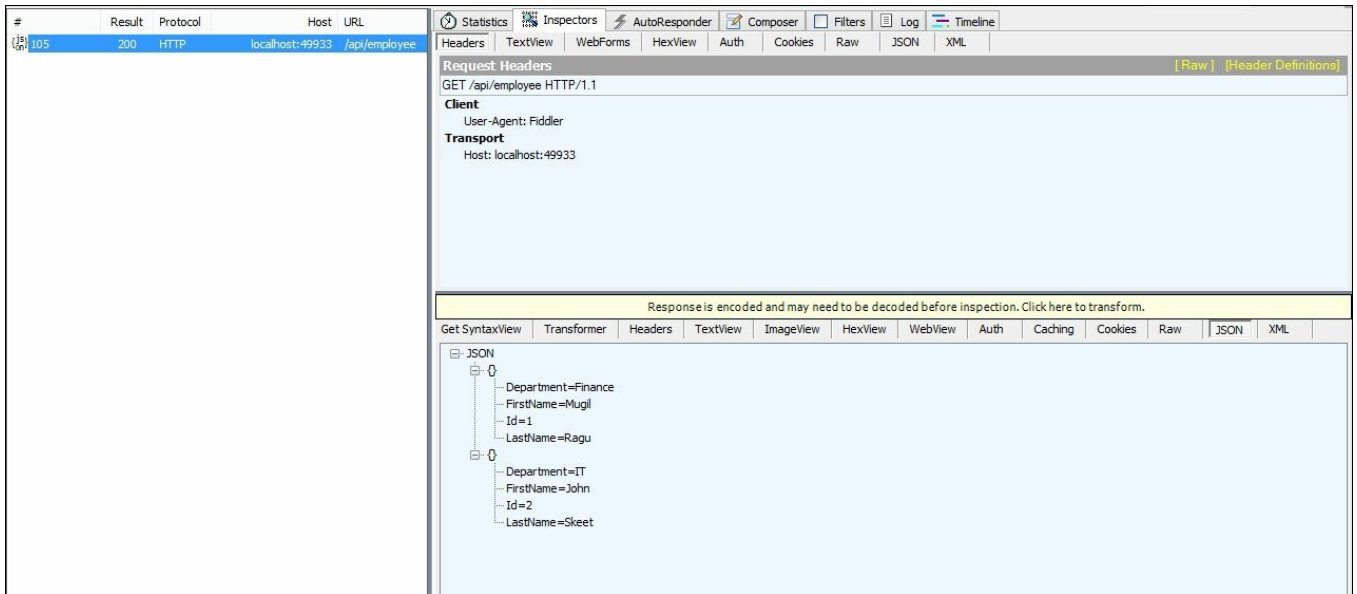 # Result Protocol Host URL
105 200 HTTP localhost:49933 /api/employee
Statistics Inspectors AutoResponder Composer Filters Log Timeline
Headers TextView WebForms HexView Auth Cookies Raw JSON XML
Request Headers [ Raw ] [Header Definitions]
GET /api/employee HTTP/1.1
Client
User-Agent: Fiddler
Transport
Host: localhost:49933
Response is encoded and may need to be decoded before inspection. Click here to transform.
Get SyntaxView Transformer Headers TextView ImageView HexView WebView Auth Caching Cookies Raw JSON XML
JSON
{}
Department=Finance
FirstName=Mugil
Id=1
LastName=Ragu
{}
Department=IT
FirstName=John
Id=2
LastName=Skeet